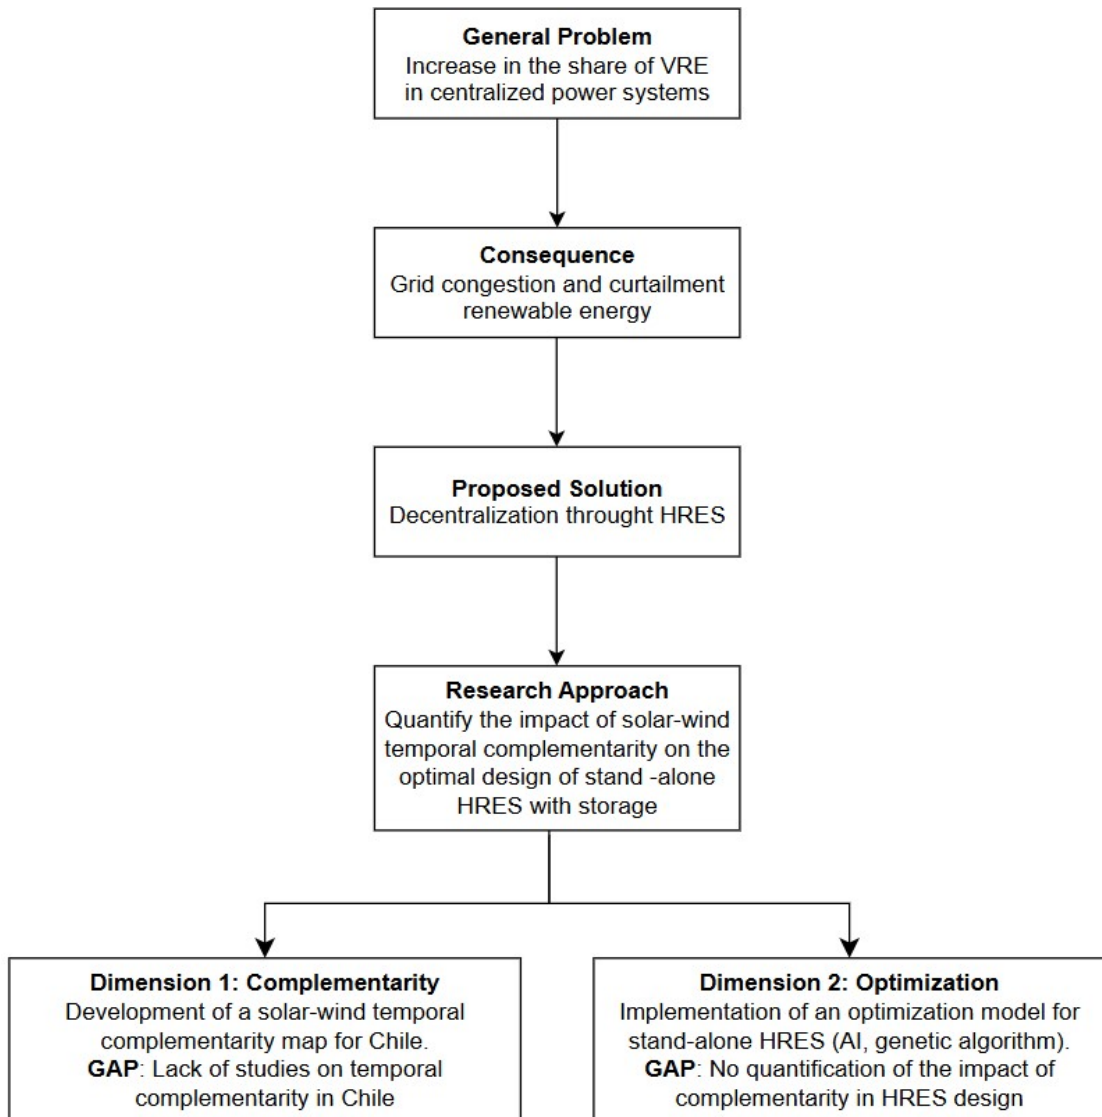 General Problem
Increase in the share of VRE
in centralized power systems
Consequence
Grid congestion and curtailment
renewable energy
Proposed Solution
Decentralization throught HRES
Research Approach
Quantify the impact of solar-wind
temporal complementarity on the
optimal design of stand -alone
HRES with storage
Dimension 1: Complementarity
Development of a solar-wind temporal
complementarity map for Chile.
GAP: Lack of studies on temporal
complementarity in Chile
Dimension 2: Optimization
Implementation of an optimization model for
stand-alone HRES (AI, genetic algorithm).
GAP: No quantification of the impact of
complementarity in HRES design